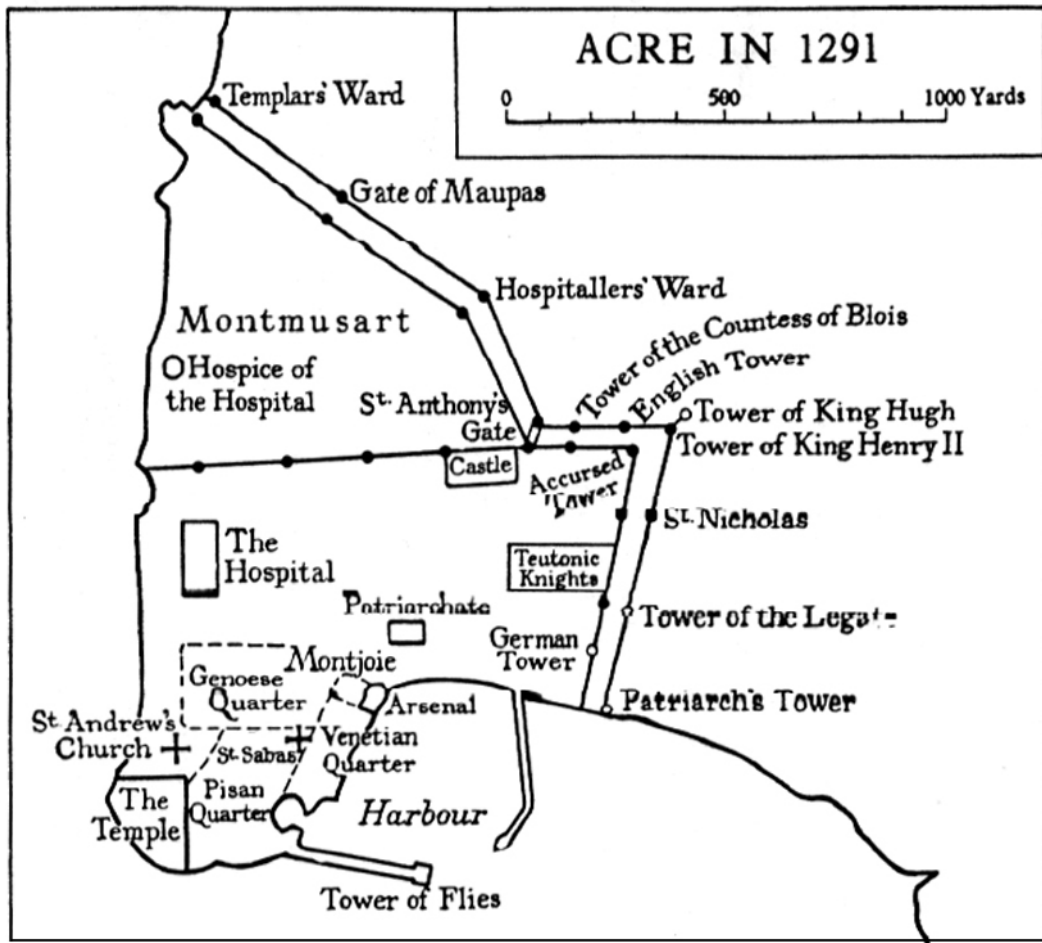 ACRE IN 1291
0 500 1000 Yards
Templars' Ward
Gate of Maupas
Hospitallers' Ward
Montmusart
Tower of the Countess of Blois
English Tower
Hospice of
the Hospital
St. Anthony's
Gate
Tower of King Hugh
Tower of King Henry II
Castle
Accursed
Tower
St. Nicholas
The
Hospital
Teutonic
Knights
Patriarchate
Tower of the Legate
German
Tower
Montjoie
Genoese
Quarter
Arsenal
Patriarch's Tower
St. Andrew's
Church
St. Sabas
Venetian
Quarter
The
Temple
Pisan
Quarter
Harbour
Tower of Flies